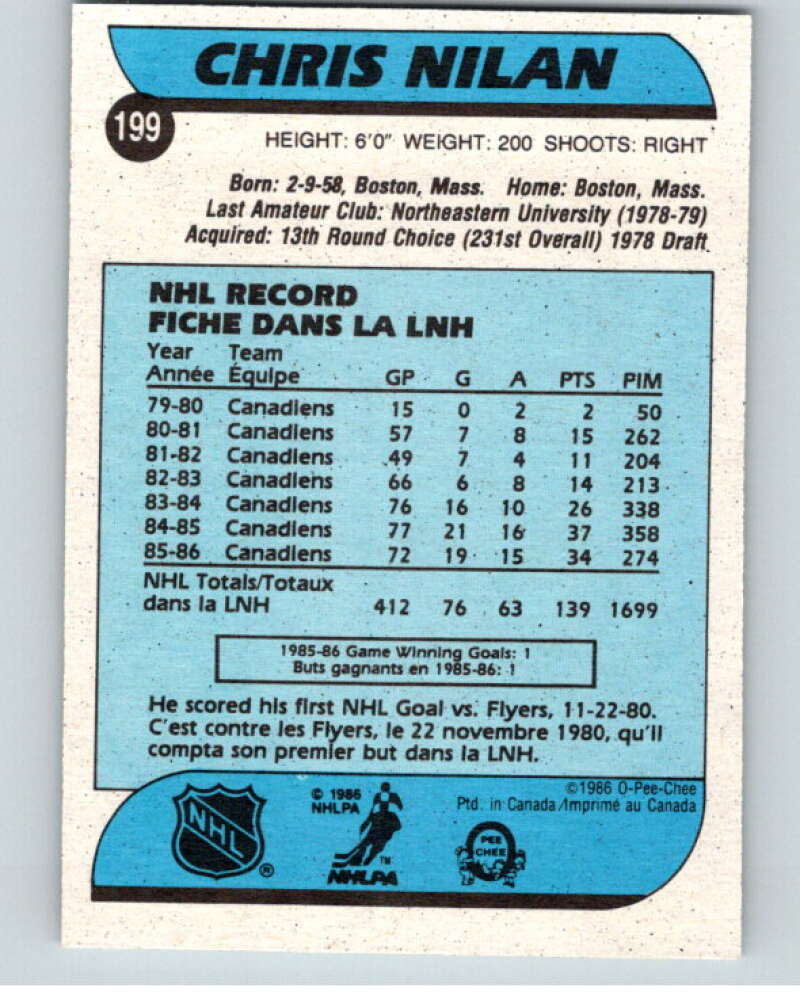 CHRIS NILAN
199
HEIGHT: 6'0" WEIGHT: 200 SHOOTS: RIGHT
Born: 2-9-58, Boston, Mass. Home: Boston, Mass.
Last Amateur Club: Northeastern University (1978-79)
Acquired: 13th Round Choice (231st Overall) 1978 Draft
NHL RECORD
FICHE DANS LA LNH
Year Team
Année Équipe GP G A PTS PIM
79-80 Canadiens 15 0 2 2 50
80-81 Canadiens 57 7 8 15 262
81-82 Canadiens 49 7 4 11 204
82-83 Canadiens 66 6 8 14 213
83-84 Canadiens 76 16 10 26 338
84-85 Canadiens 77 21 16 37 358
85-86 Canadiens 72 19 15 34 274
NHL Totals/Totaux
dans la LNH 412 76 63 139 1699
1985-86 Game Winning Goals: 1
Buts gagnants en 1985-86: 1
He scored his first NHL Goal vs. Flyers, 11-22-80.
C'est contre les Flyers, le 22 novembre 1980, qu'il
compta son premier but dans la LNH.
©1986 O-Pee-Chee
Ptd. in Canada/Imprimé au Canada
© 1986
NHLPA
NHL ®
NHLPA ™
PEE
CHEE